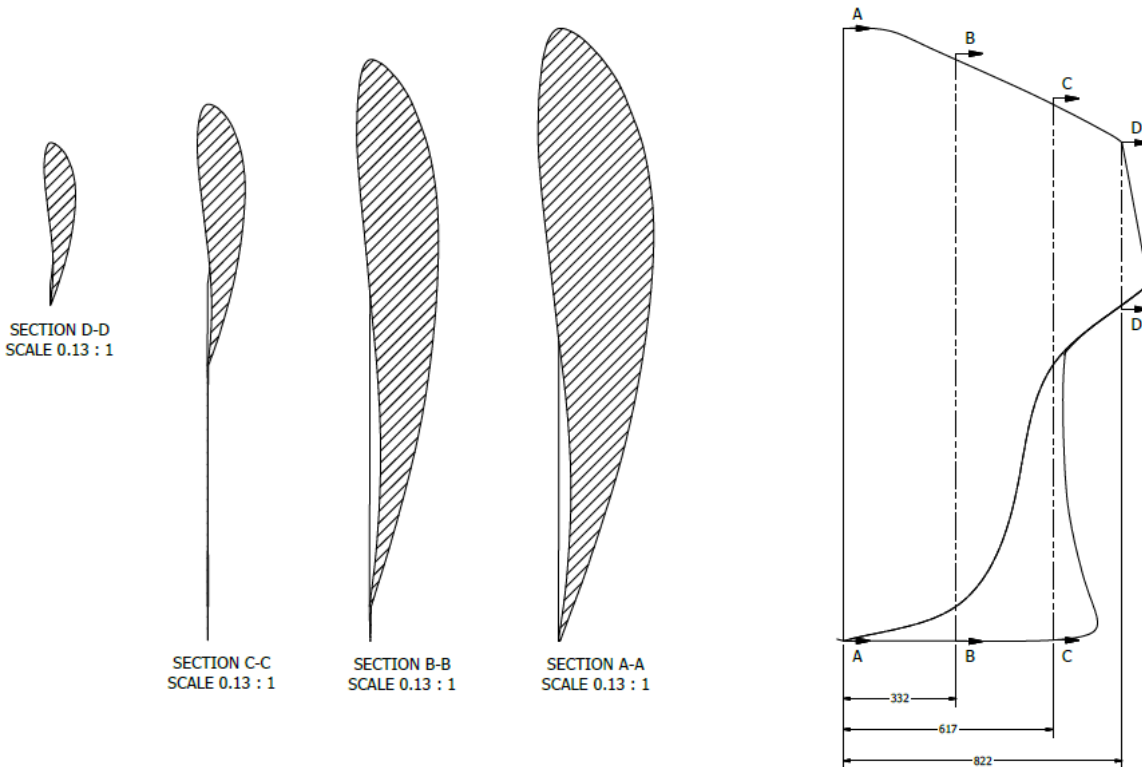 A
B
C
D
D
SECTION D-D
SCALE 0.13 : 1
SECTION C-C
SCALE 0.13 : 1
SECTION B-B
SCALE 0.13 : 1
SECTION A-A
SCALE 0.13 : 1
A
B
C
332
617
822